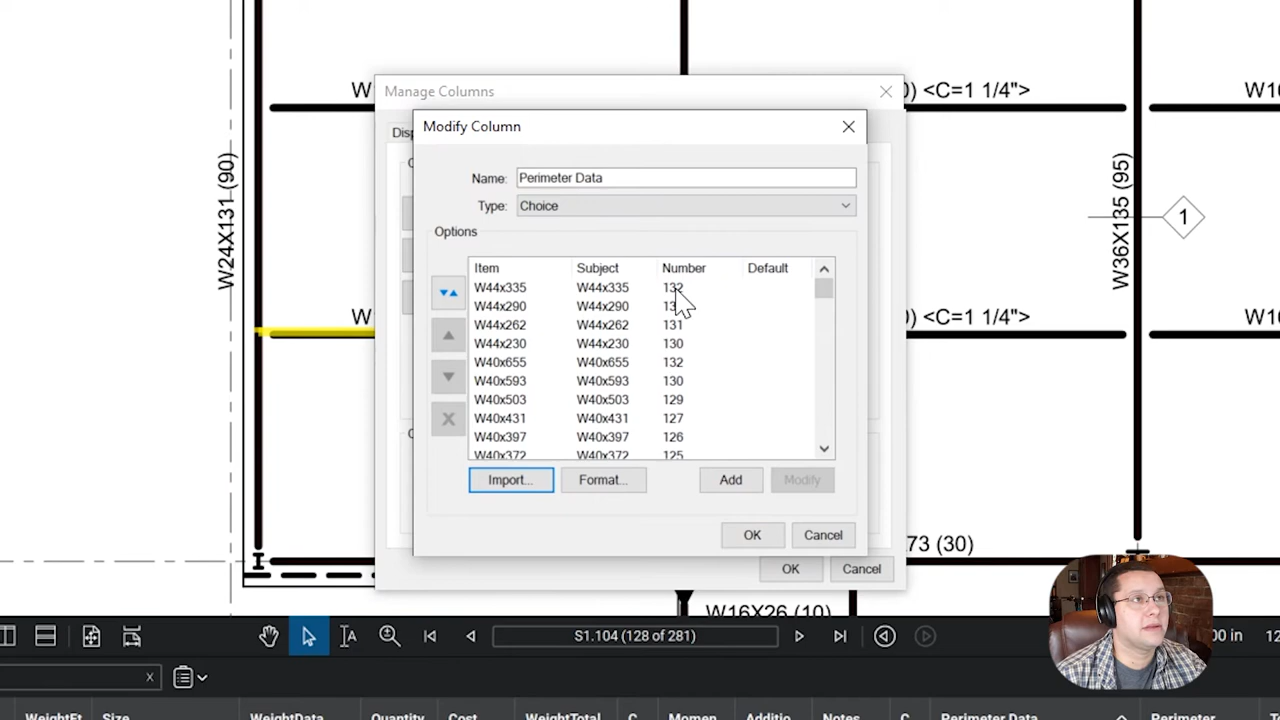 W
) <C=1 1/4">
W10
Manage Columns
Modify Column
Name: Perimeter Data
Type: Choice
Options
Item Subject Number Default
W44x335 W44x335 132
W44x290 W44x290
W44x262 W44x262 131
W44x230 W44x230 130
W40x655 W40x655 132
W40x593 W40x593 130
W40x503 W40x503 129
W40x431 W40x431 127
W40x397 W40x397 126
W40x372 W40x372 125
Import... Format... Add Modify
OK Cancel
OK Cancel
W24X131 (90)
W36X135 (95)
1
W
) <C=1 1/4">
W10
73 (30)
W16X26 (10)
S1.104 (128 of 281)
00 in
x
WeightFt Size WeightData Quantity Cost WeightTotal C Momen Additio Notes C Perimeter Data Perimeter